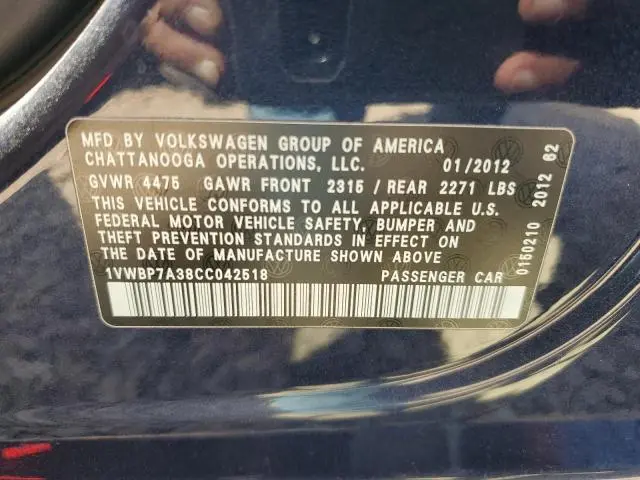 MFD BY VOLKSWAGEN GROUP OF AMERICA
CHATTANOOGA OPERATIONS, LLC. 01/2012
GVWR 4475 GAWR FRONT 2315 / REAR 2271 LBS
THIS VEHICLE CONFORMS TO ALL APPLICABLE U.S.
FEDERAL MOTOR VEHICLE SAFETY, BUMPER AND
THEFT PREVENTION STANDARDS IN EFFECT ON
THE DATE OF MANUFACTURE SHOWN ABOVE
1VWBP7A38CC042518 PASSENGER CAR
0150210 2012 62